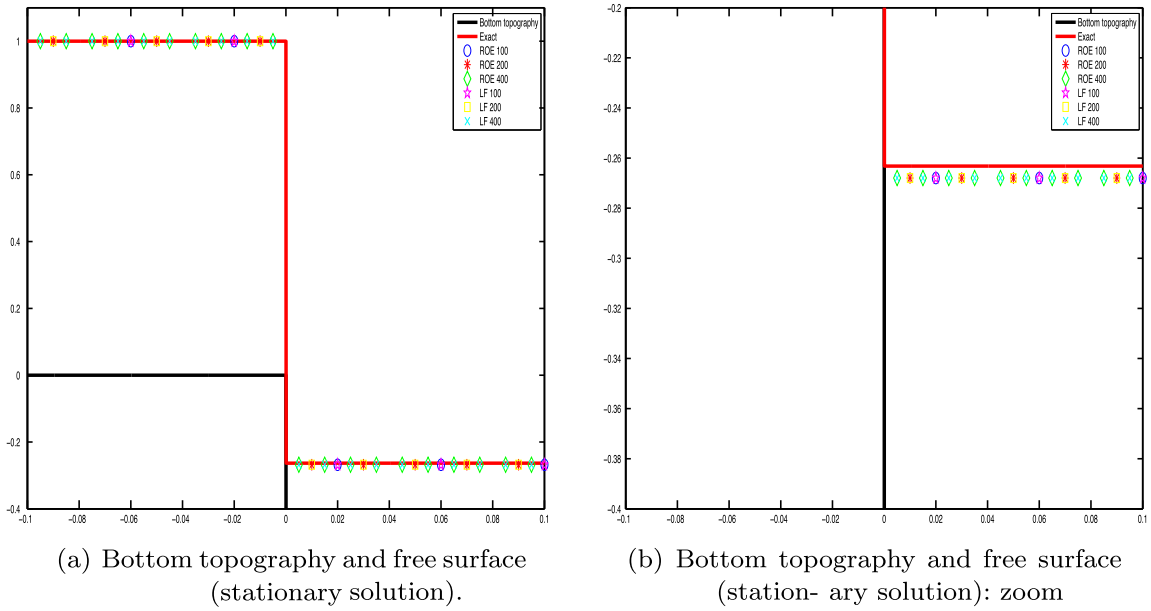 1
0.8
0.6
0.4
0.2
0
−0.2
−0.4
−0.1
−0.08
−0.06
−0.04
−0.02
0
0.02
0.04
0.06
0.08
0.1
Bottom topography
Exact
ROE 100
ROE 200
ROE 400
LF 100
LF 200
LF 400
(a) Bottom topography and free surface
(stationary solution).
−0.2
−0.22
−0.24
−0.26
−0.28
−0.3
−0.32
−0.34
−0.36
−0.38
−0.4
−0.1
−0.08
−0.06
−0.04
−0.02
0
0.02
0.04
0.06
0.08
0.1
Bottom topography
Exact
ROE 100
ROE 200
ROE 400
LF 100
LF 200
LF 400
(b) Bottom topography and free surface
(station- ary solution): zoom